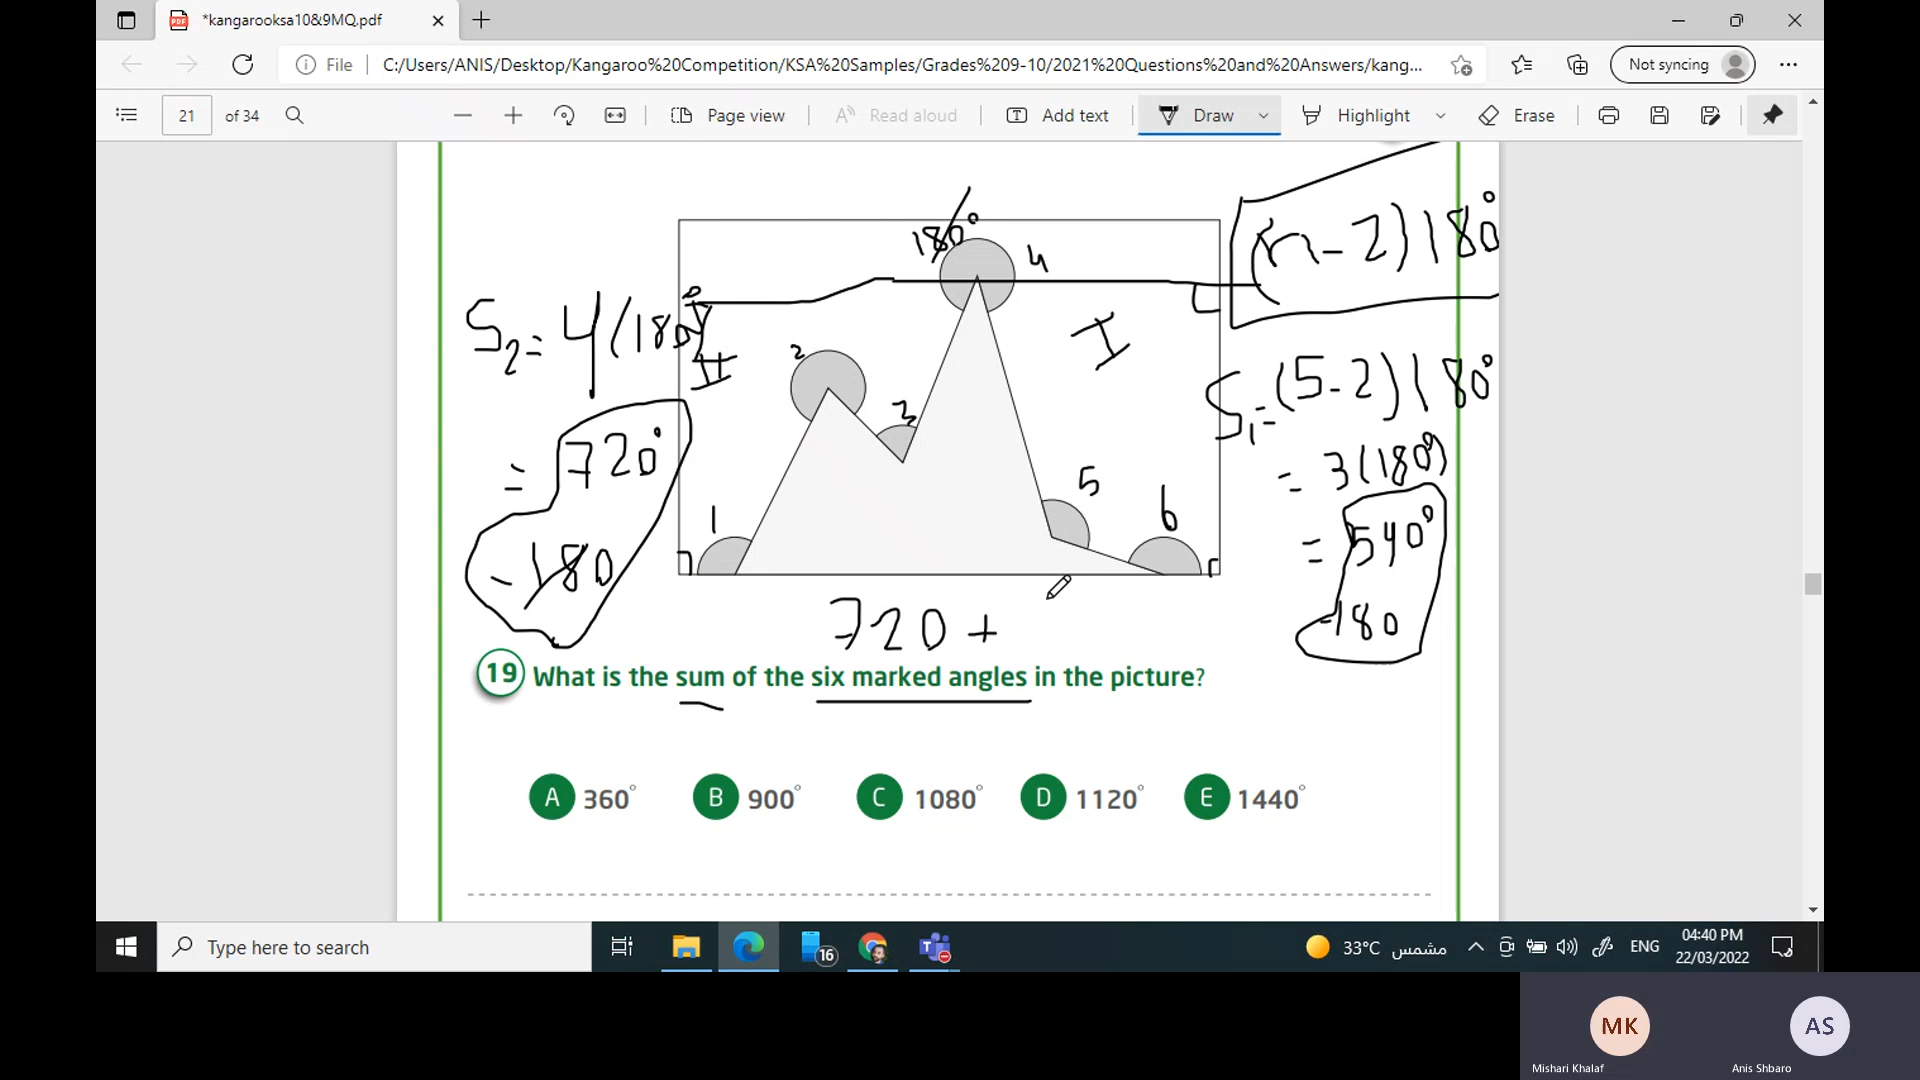 *kangarooksa10&9MQ.pdf
File C:/Users/ANIS/Desktop/Kangaroo%20Competition/KSA%20Samples/Grades%209-10/2021%20Questions%20and%20Answers/kang... Not syncing
21 of 34 Page view Read aloud Add text Draw Highlight Erase
180° 4
(n-2)180°
S₂= 4(180°)
II
2
I
S₁=(5-2)180°
3
= 720°
= 3(180°)
5
1
6
= 540°
-180
-180
720+
19 What is the sum of the six marked angles in the picture?
A 360° B 900° C 1080° D 1120° E 1440°
Type here to search
16
33°C مشمس
ENG
04:40 PM
22/03/2022
MK AS
Mishari Khalaf Anis Shbaro